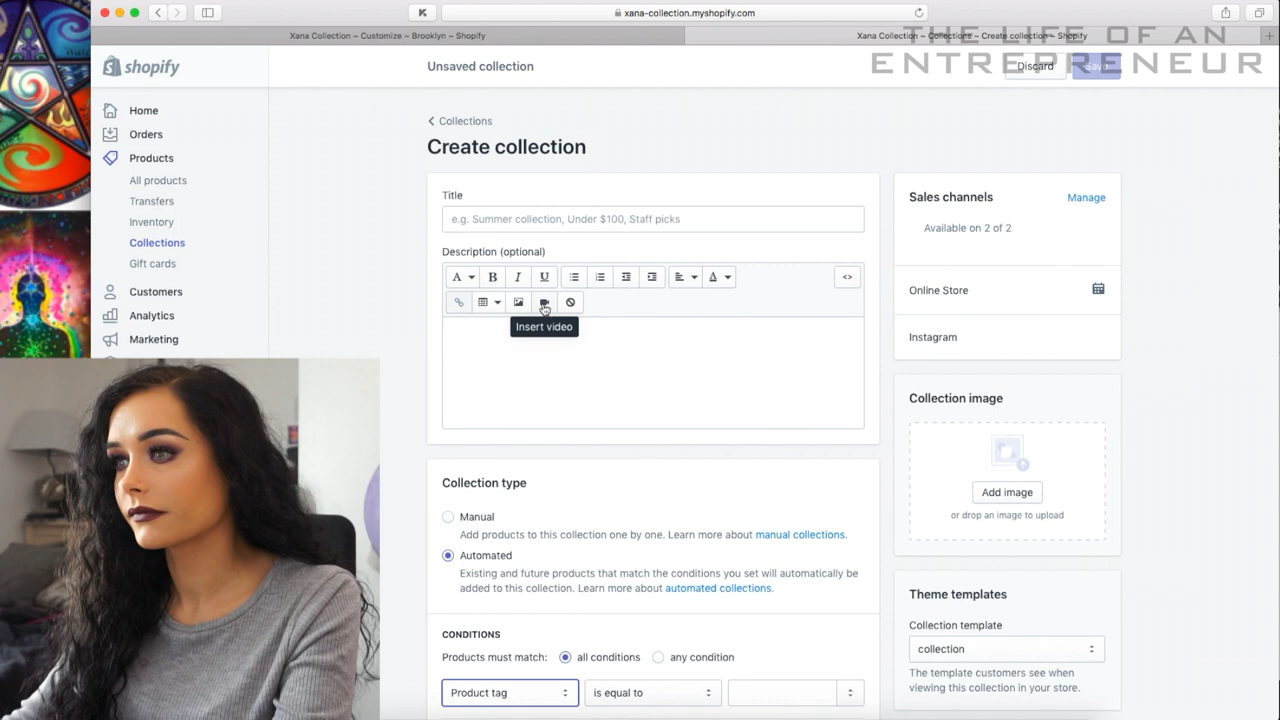 xana-collection.myshopify.com
Xana Collection ~ Customize ~ Brooklyn ~ Shopify
Xana Collection ~ Collections ~ Create collection ~ Shopify
THE LIFE OF AN
ENTREPRENEUR
shopify
Unsaved collection
Discard
Save
Home
Orders
Products
All products
Transfers
Inventory
Collections
Gift cards
Customers
Analytics
Marketing
Collections
Create collection
Title
e.g. Summer collection, Under $100, Staff picks
Description (optional)
A
B
I
U
A
<>
Insert video
Collection type
Manual
Add products to this collection one by one. Learn more about manual collections.
Automated
Existing and future products that match the conditions you set will automatically be
added to this collection. Learn more about automated collections.
CONDITIONS
Products must match: all conditions any condition
Product tag
is equal to
Sales channels
Manage
Available on 2 of 2
Online Store
Instagram
Collection image
Add image
or drop an image to upload
Theme templates
Collection template
collection
The template customers see when
viewing this collection in your store.